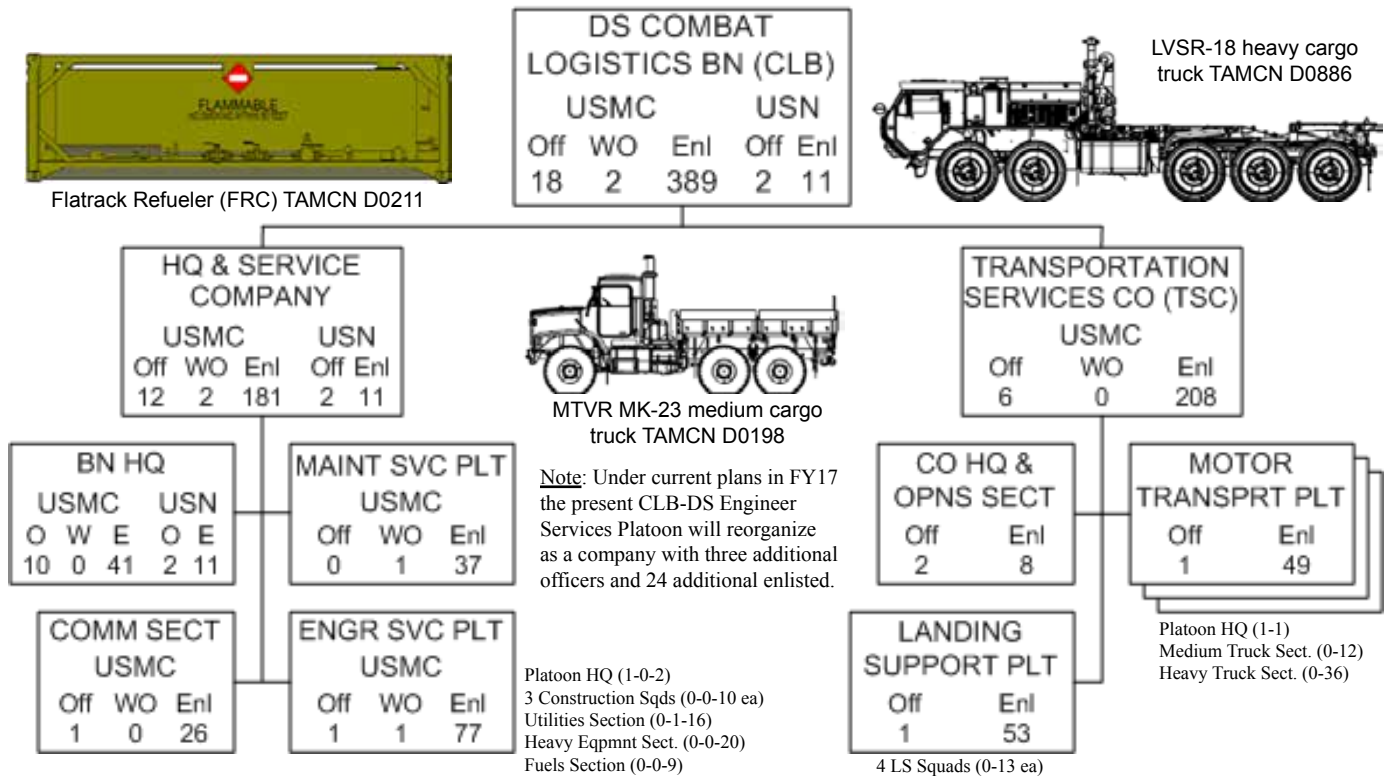 DS COMBAT
LOGISTICS BN (CLB)
USMC USN
Off WO Enl Off Enl
18 2 389 2 11
FLAMMABLE
Flatrack Refueler (FRC) TAMCN D0211
LVSR-18 heavy cargo
truck TAMCN D0886
HQ & SERVICE
COMPANY
USMC USN
Off WO Enl Off Enl
12 2 181 2 11
MTVR MK-23 medium cargo
truck TAMCN D0198
TRANSPORTATION
SERVICES CO (TSC)
USMC
Off WO Enl
6 0 208
BN HQ
USMC USN
O W E O E
10 0 41 2 11
MAINT SVC PLT
USMC
Off WO Enl
0 1 37
Note: Under current plans in FY17
the present CLB-DS Engineer
Services Platoon will reorganize
as a company with three additional
officers and 24 additional enlisted.
CO HQ &
OPNS SECT
Off Enl
2 8
MOTOR
TRANSPRT PLT
Off Enl
1 49
Platoon HQ (1-1)
Medium Truck Sect. (0-12)
Heavy Truck Sect. (0-36)
COMM SECT
USMC
Off WO Enl
1 0 26
ENGR SVC PLT
USMC
Off WO Enl
1 1 77
Platoon HQ (1-0-2)
3 Construction Sqds (0-0-10 ea)
Utilities Section (0-1-16)
Heavy Eqpmnt Sect. (0-0-20)
Fuels Section (0-0-9)
LANDING
SUPPORT PLT
Off Enl
1 53
4 LS Squads (0-13 ea)